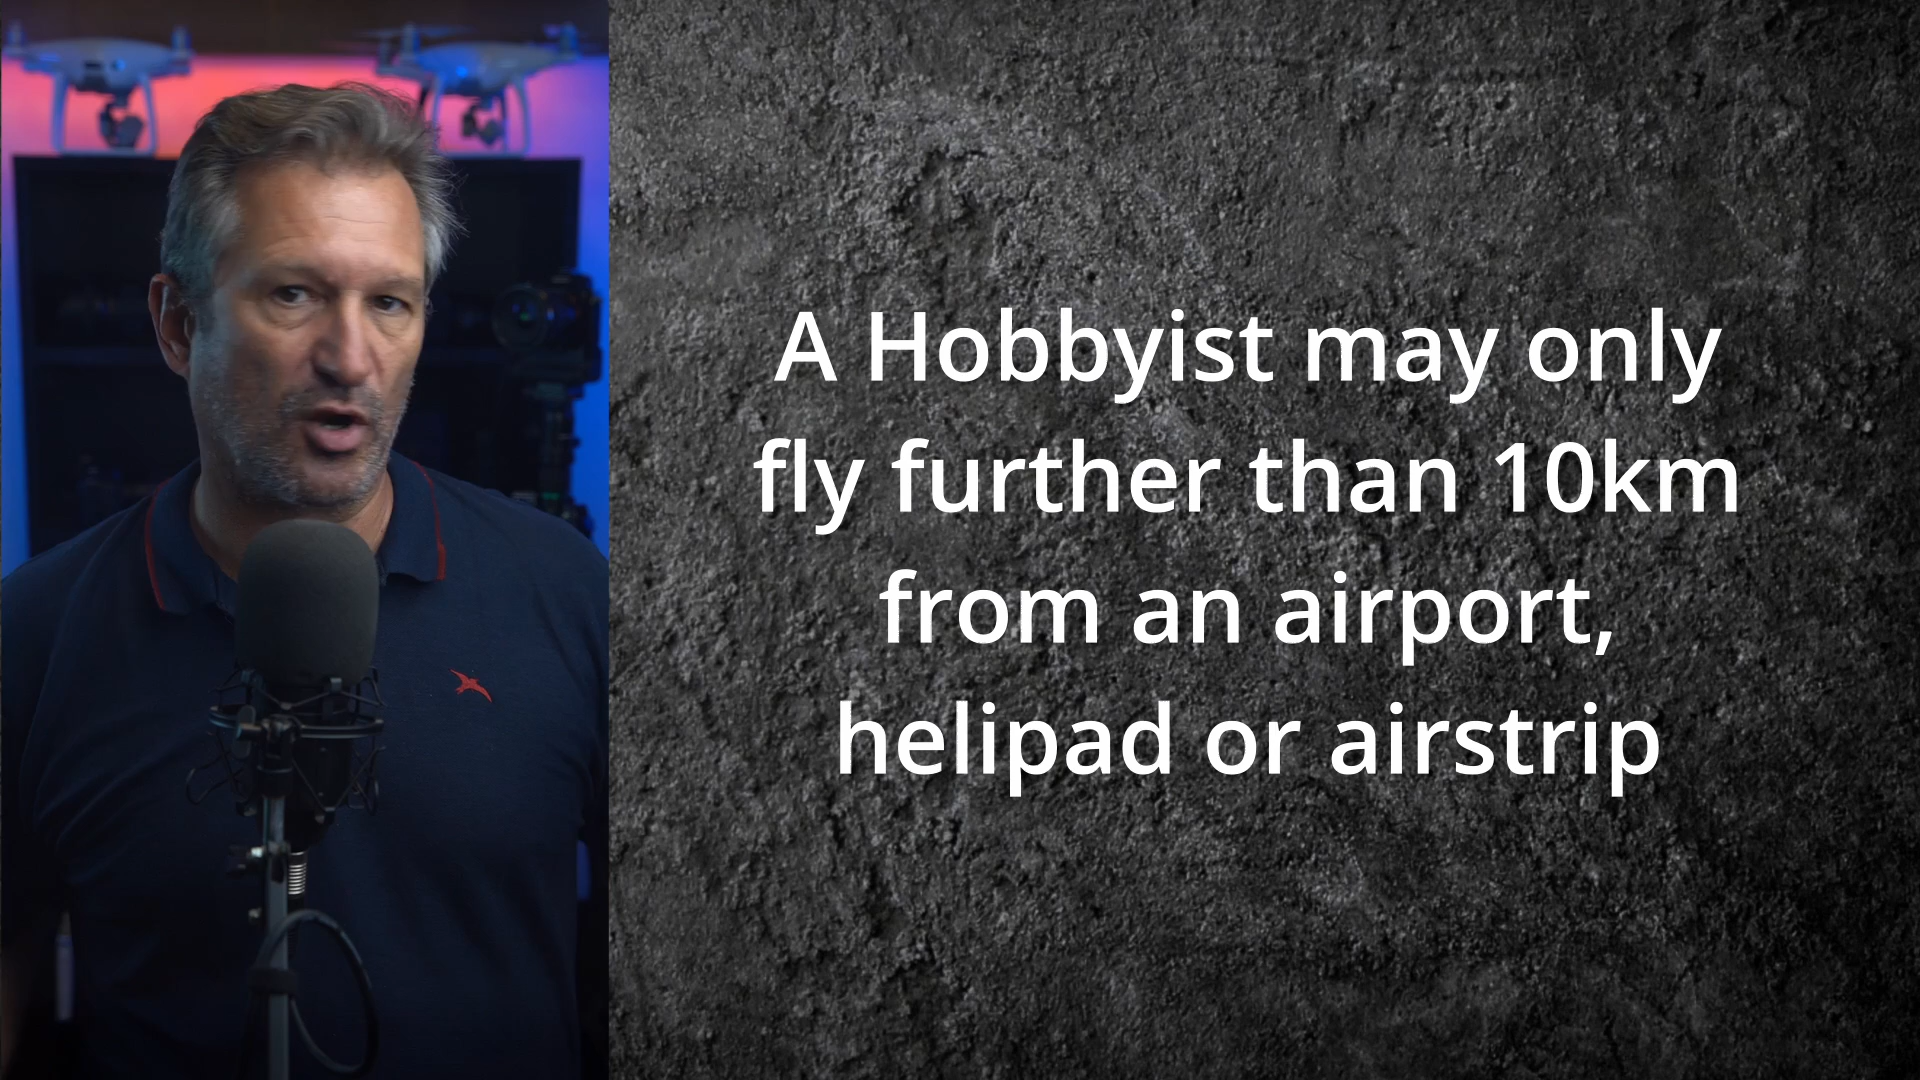 A Hobbyist may only
fly further than 10km
from an airport,
helipad or airstrip